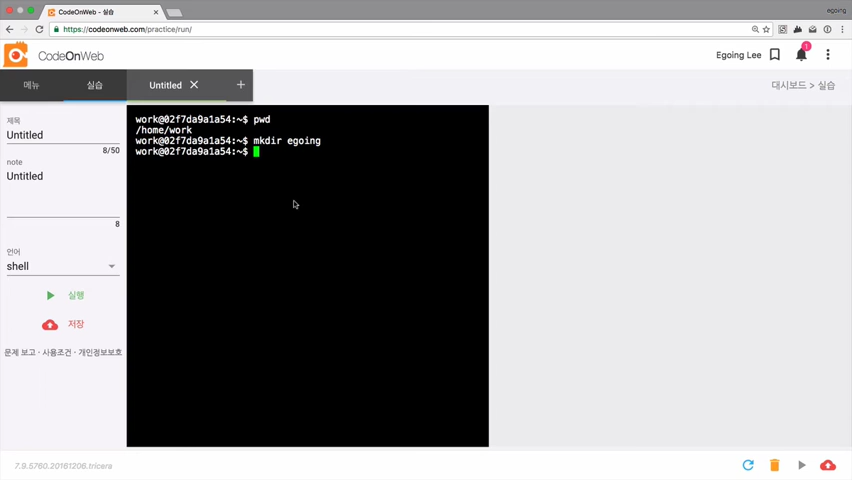 CodeOnWeb - 실습
egoing
https://codeonweb.com/practice/run/
CodeOnWeb
Egoing Lee
1
메뉴
실습
Untitled
대시보드 > 실습
제목
Untitled
8/50
note
Untitled
8
언어
shell
실행
저장
문제 보고 · 사용조건 · 개인정보보호
work@02f7da9a1a54:~$ pwd
/home/work
work@02f7da9a1a54:~$ mkdir egoing
work@02f7da9a1a54:~$
7.9.5760.20161206.tricera